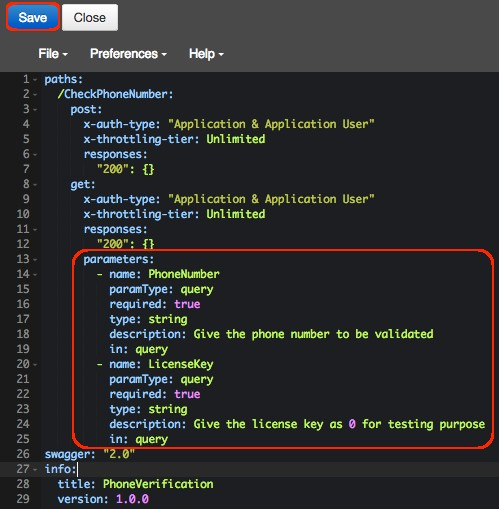 Save Close
File Preferences Help
1 paths:
2 /CheckPhoneNumber:
3 post:
4 x-auth-type: "Application & Application User"
5 x-throttling-tier: Unlimited
6 responses:
7 "200": {}
8 get:
9 x-auth-type: "Application & Application User"
10 x-throttling-tier: Unlimited
11 responses:
12 "200": {}
13 parameters:
14 - name: PhoneNumber
15 paramType: query
16 required: true
17 type: string
18 description: Give the phone number to be validated
19 in: query
20 - name: LicenseKey
21 paramType: query
22 required: true
23 type: string
24 description: Give the license key as 0 for testing purpose
25 in: query
26 swagger: "2.0"
27 info:
28 title: PhoneVerification
29 version: 1.0.0